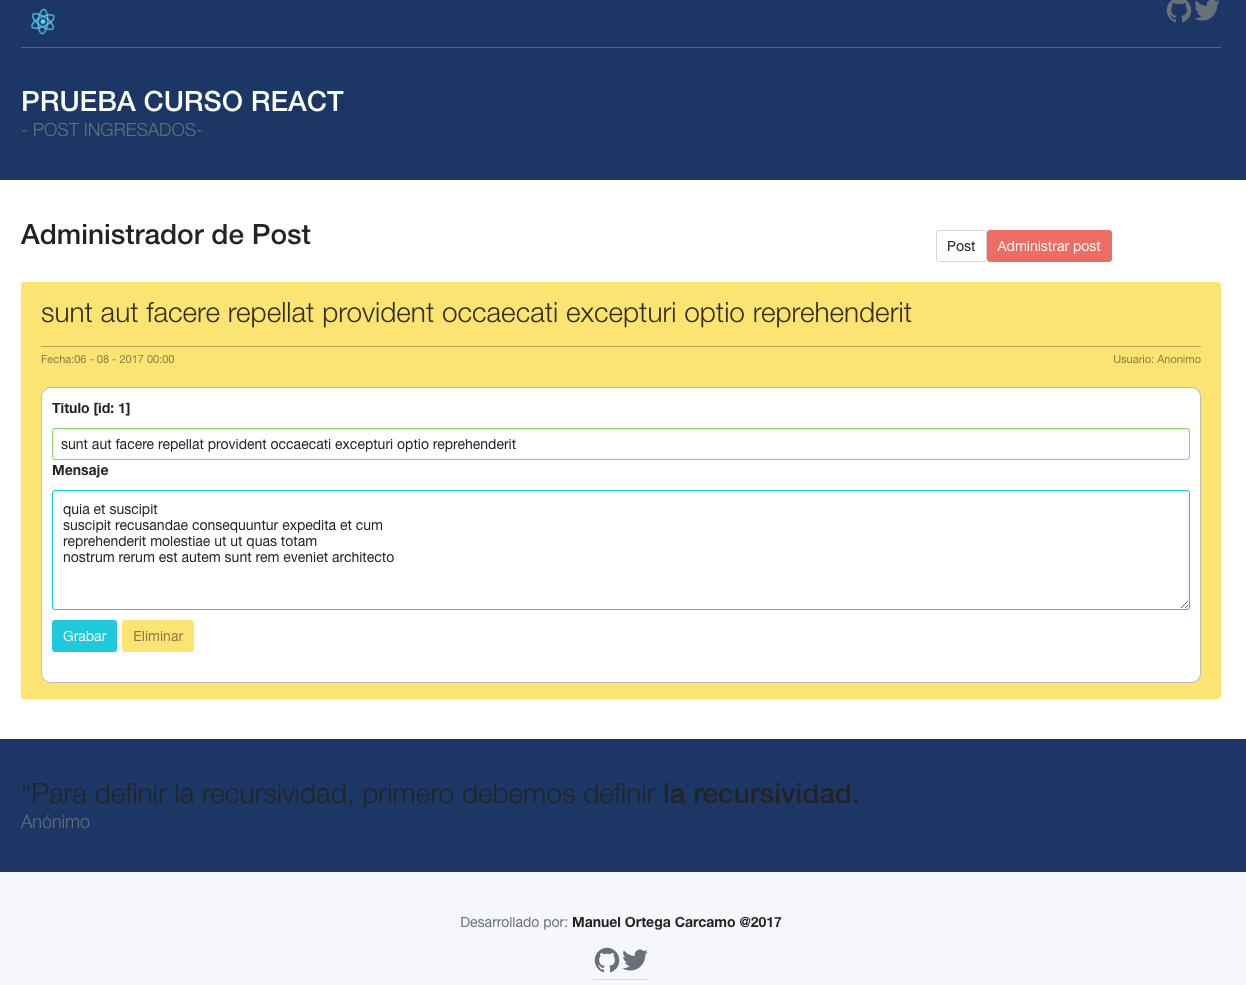 PRUEBA CURSO REACT
- POST INGRESADOS-
Administrador de Post
Post
Administrar post
sunt aut facere repellat provident occaecati excepturi optio reprehenderit
Fecha:06 - 08 - 2017 00:00
Usuario: Anonimo
Titulo [id: 1]
sunt aut facere repellat provident occaecati excepturi optio reprehenderit
Mensaje
quia et suscipit
suscipit recusandae consequuntur expedita et cum
reprehenderit molestiae ut ut quas totam
nostrum rerum est autem sunt rem eveniet architecto
Grabar
Eliminar
“Para definir la recursividad, primero debemos definir la recursividad.
Anónimo
Desarrollado por: Manuel Ortega Carcamo @2017